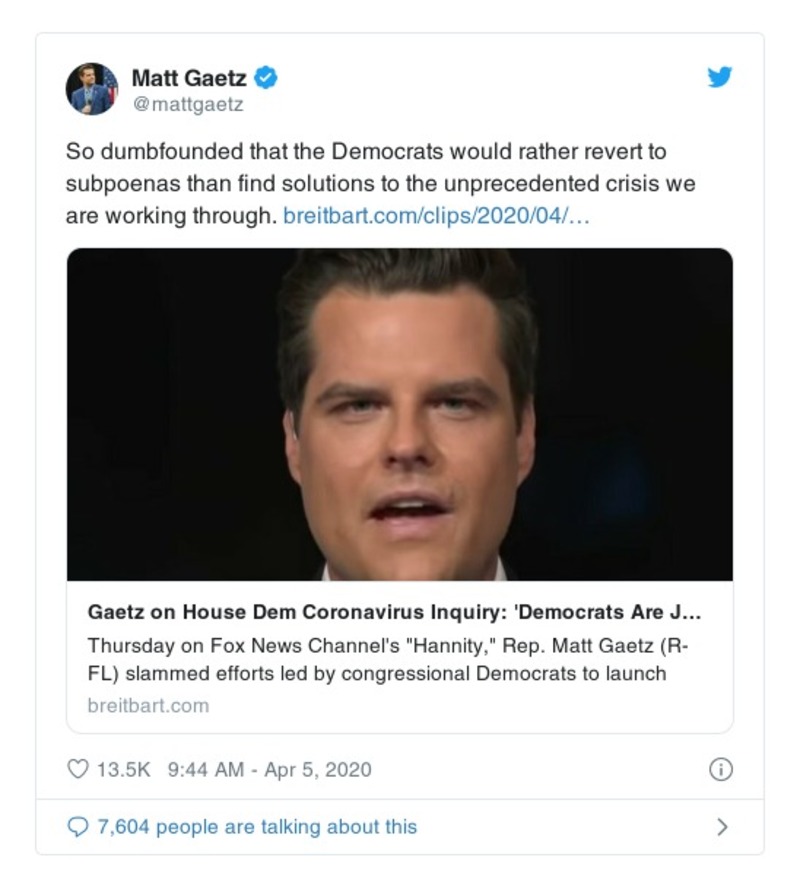 Matt Gaetz
@mattgaetz
So dumbfounded that the Democrats would rather revert to
subpoenas than find solutions to the unprecedented crisis we
are working through. breitbart.com/clips/2020/04/…
Gaetz on House Dem Coronavirus Inquiry: 'Democrats Are J...
Thursday on Fox News Channel's "Hannity," Rep. Matt Gaetz (R-
FL) slammed efforts led by congressional Democrats to launch
breitbart.com
13.5K 9:44 AM - Apr 5, 2020
7,604 people are talking about this